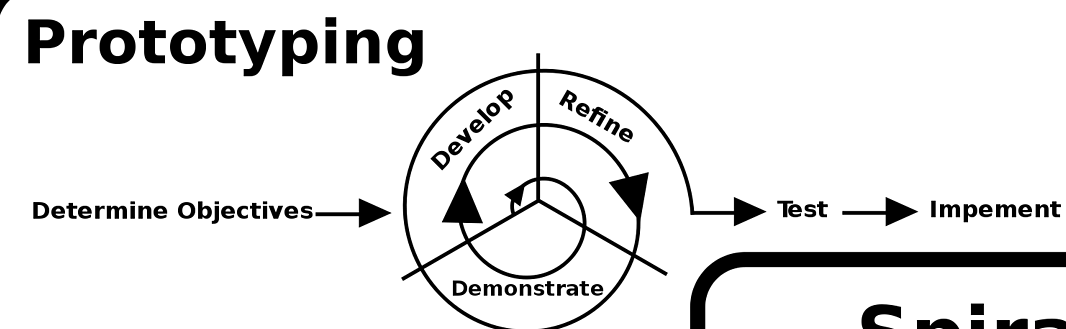 Prototyping
Develop
Refine
Determine Objectives
Test
Impement
Demonstrate